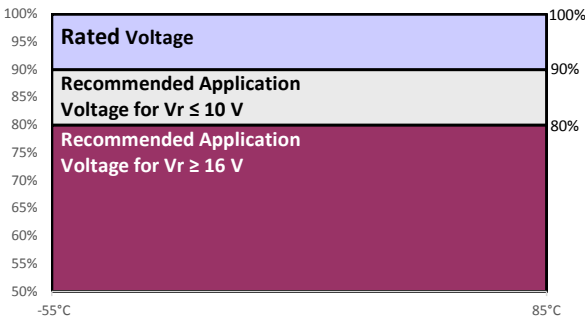 100%
95%
90%
85%
80%
75%
70%
65%
60%
55%
50%
Rated Voltage
Recommended Application
Voltage for Vr ≤ 10 V
Recommended Application
Voltage for Vr ≥ 16 V
100%
90%
80%
-55°C
85°C